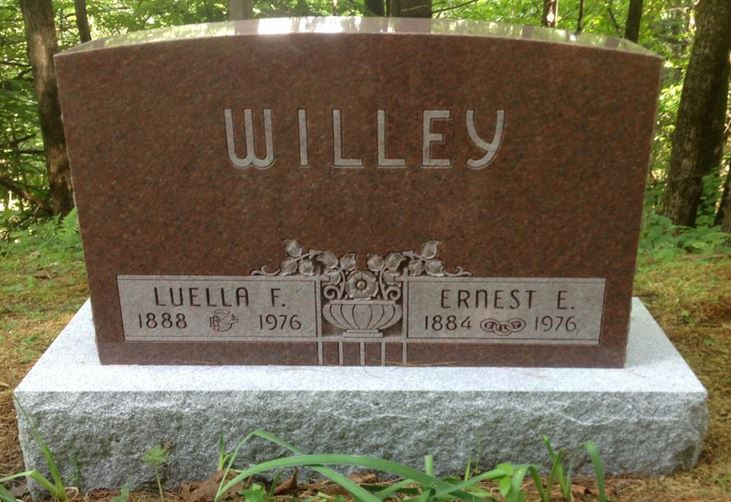 WILLEY
LUELLA F.
1888 1976
ERNEST E.
1884 1976